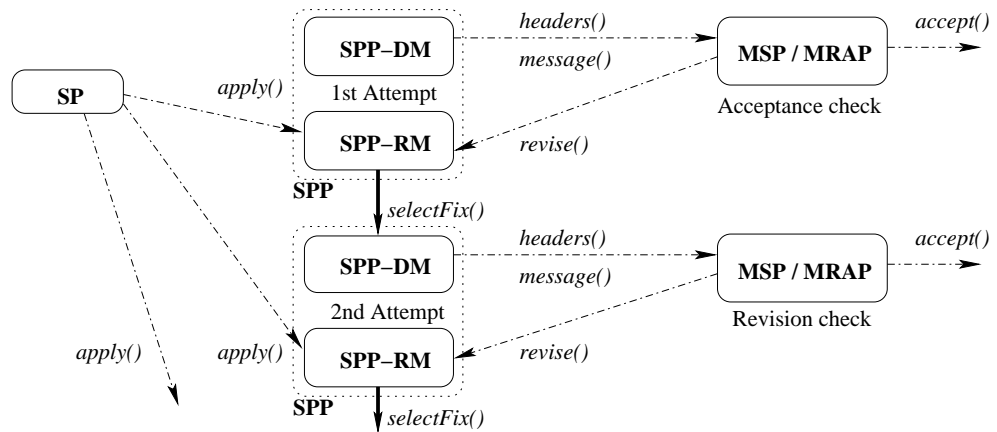 SPP–DM
headers()
message()
MSP / MRAP
accept()
SP
apply()
1st Attempt
Acceptance check
SPP–RM
revise()
SPP
selectFix()
SPP–DM
headers()
message()
MSP / MRAP
accept()
2nd Attempt
Revision check
apply()
apply()
SPP–RM
revise()
SPP
selectFix()